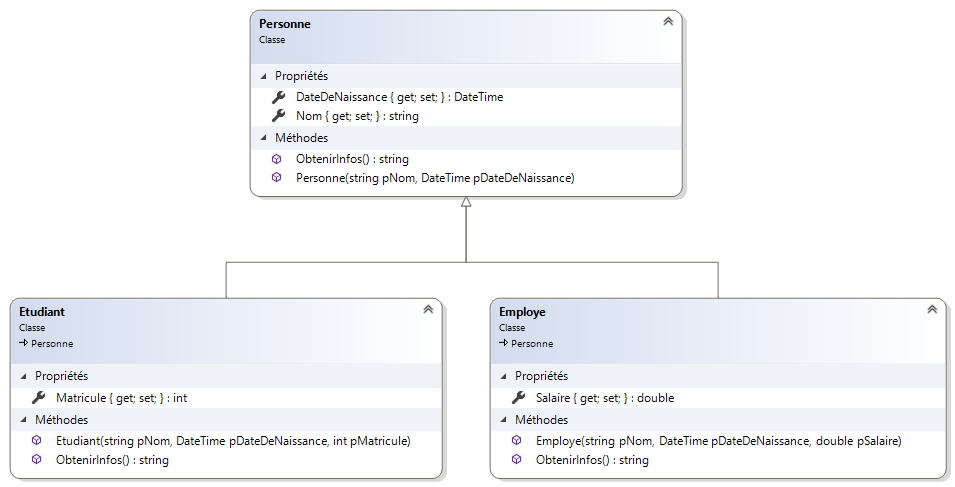 Personne
Classe
Propriétés
DateDeNaissance { get; set; } : DateTime
Nom { get; set; } : string
Méthodes
ObtenirInfos() : string
Personne(string pNom, DateTime pDateDeNaissance)
Etudiant
Classe
Personne
Propriétés
Matricule { get; set; } : int
Méthodes
Etudiant(string pNom, DateTime pDateDeNaissance, int pMatricule)
ObtenirInfos() : string
Employe
Classe
Personne
Propriétés
Salaire { get; set; } : double
Méthodes
Employe(string pNom, DateTime pDateDeNaissance, double pSalaire)
ObtenirInfos() : string